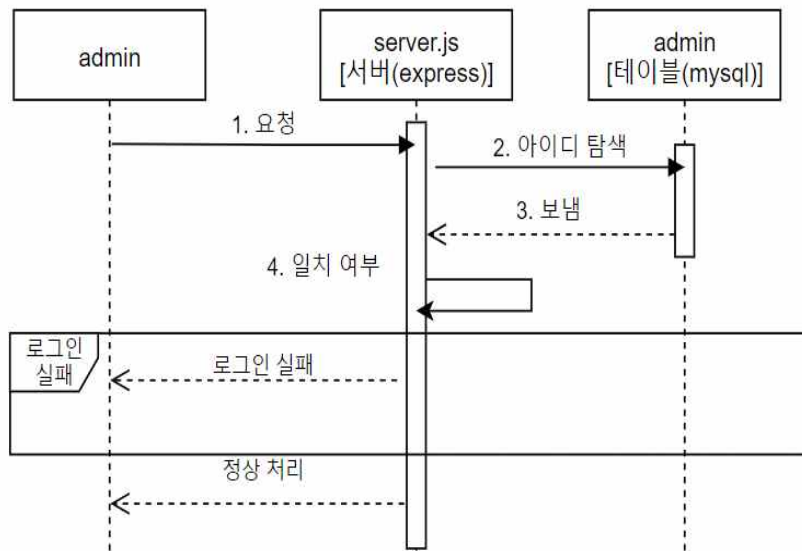 admin
server.js
[서버(express)]
admin
[테이블(mysql)]
1. 요청
2. 아이디 탐색
3. 보냄
4. 일치 여부
로그인
실패
로그인 실패
정상 처리